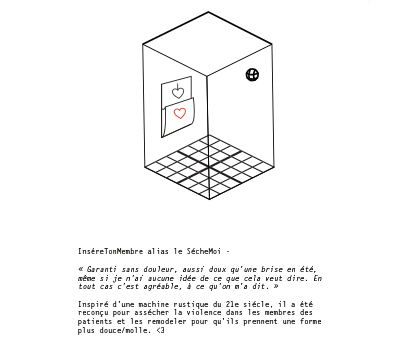 InséreTonMembre alias le SécheMoi -
« Garanti sans douleur, aussi doux qu'une brise en été,
même si je n'ai aucune idée de ce que cela veut dire. En
tout cas c'est agréable, à ce qu'on m'a dit. »
Inspiré d'une machine rustique du 21e siécle, il a été
reconçu pour assécher la violence dans les membres des
patients et les remodeler pour qu'ils prennent une forme
plus douce/molle. <3